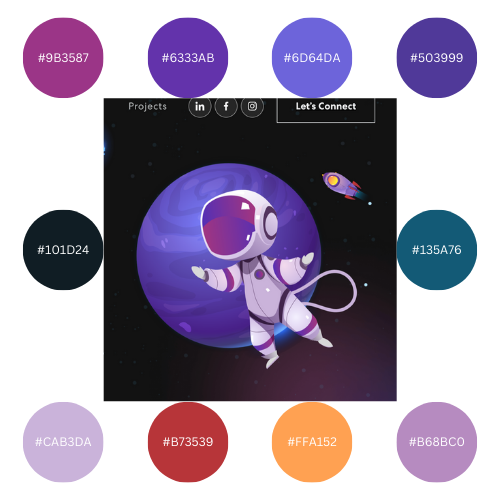 #9B3587
#6333AB
#6D64DA
#503999
Projects
in f
Let's Connect
#101D24
#135A76
#CAB3DA
#B73539
#FFA152
#B68BC0